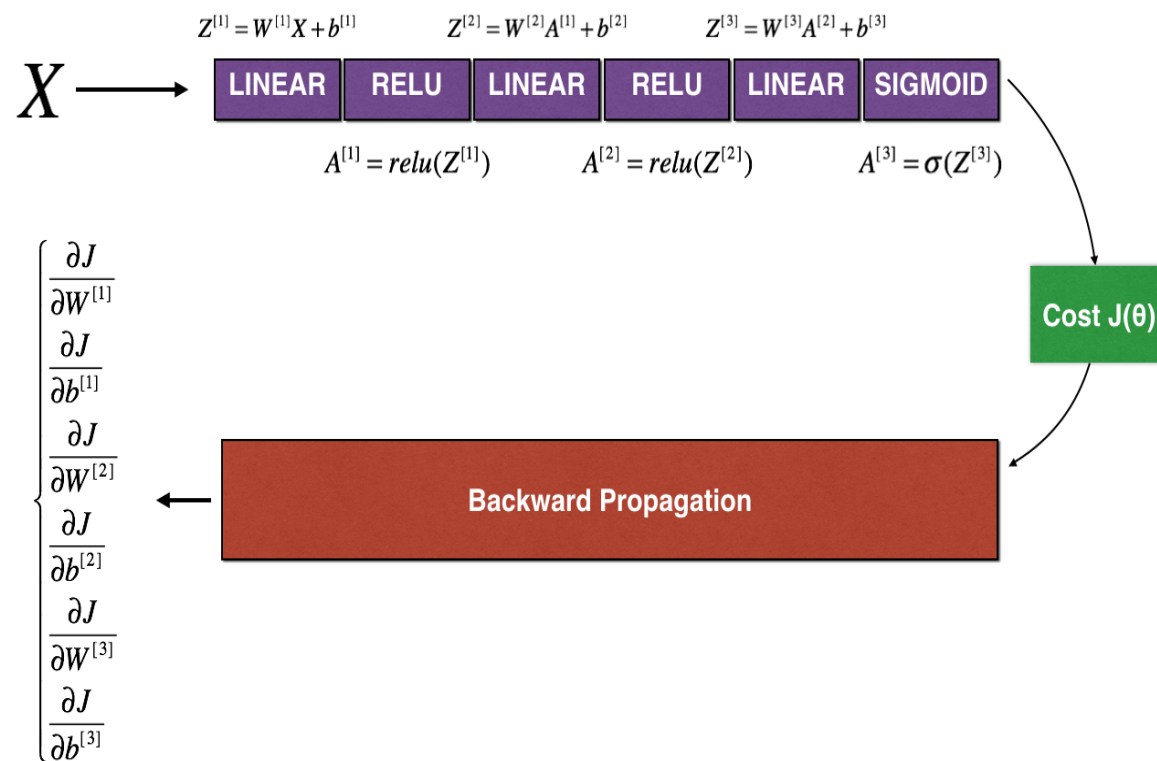 Z^[1] = W^[1]X + b^[1] Z^[2] = W^[2]A^[1] + b^[2] Z^[3] = W^[3]A^[2] + b^[3]
X LINEAR RELU LINEAR RELU LINEAR SIGMOID
A^[1] = relu(Z^[1]) A^[2] = relu(Z^[2]) A^[3] = σ(Z^[3])
Cost J(θ)
Backward Propagation
∂J
∂W^[1]
∂J
∂b^[1]
∂J
∂W^[2]
∂J
∂b^[2]
∂J
∂W^[3]
∂J
∂b^[3]